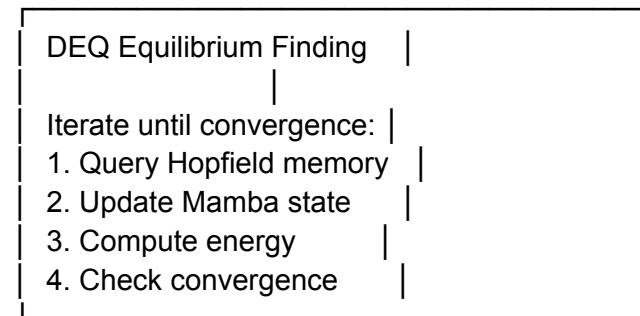 DEQ Equilibrium Finding
Iterate until convergence:
1. Query Hopfield memory
2. Update Mamba state
3. Compute energy
4. Check convergence